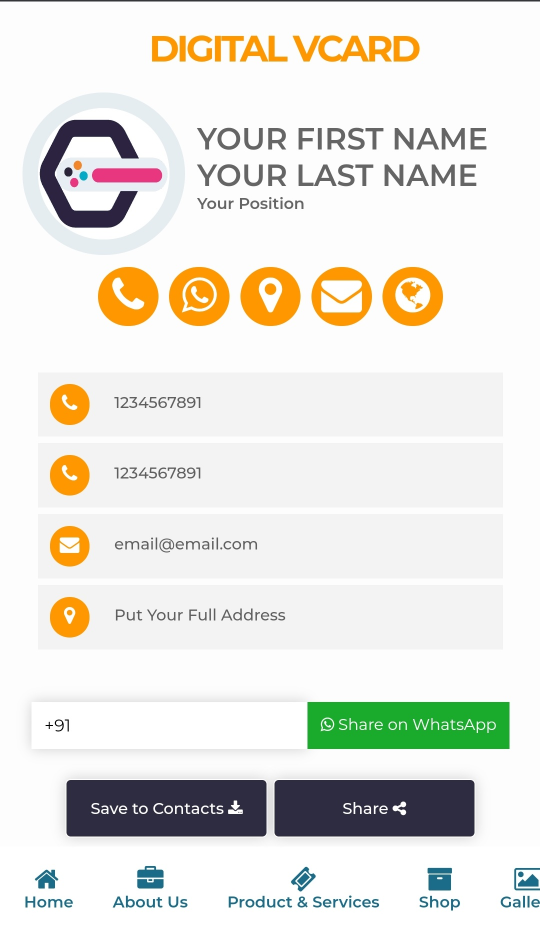 DIGITAL VCARD
YOUR FIRST NAME
YOUR LAST NAME
Your Position
1234567891
1234567891
email@email.com
Put Your Full Address
+91
Share on WhatsApp
Save to Contacts
Share
Home
About Us
Product & Services
Shop
Galle